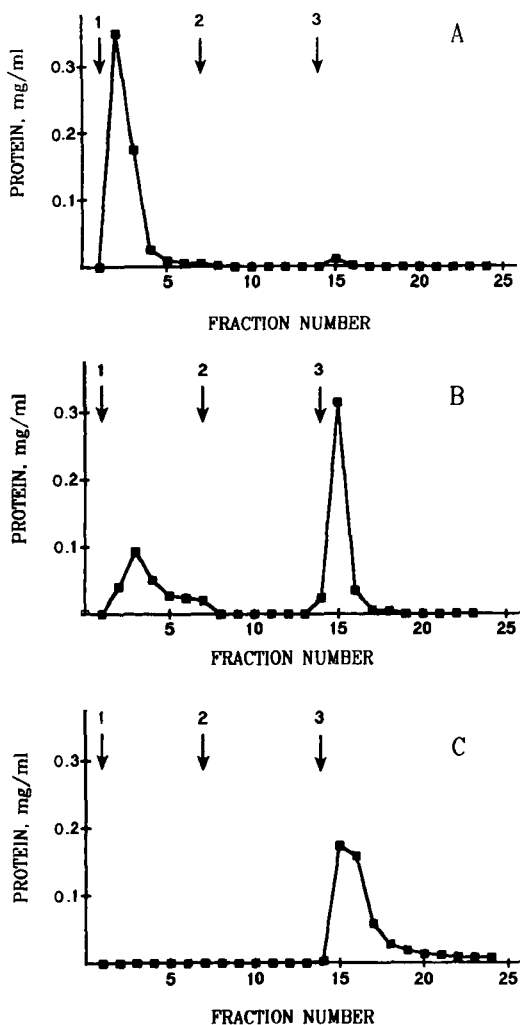 1 2 3 A
PROTEIN, mg/ml
0.3
0.2
0.1
5 10 15 20 25
FRACTION NUMBER
1 2 3 B
PROTEIN, mg/ml
0.3
0.2
0.1
5 10 15 20 25
FRACTION NUMBER
1 2 3 C
PROTEIN, mg/ml
0.3
0.2
0.1
5 10 15 20 25
FRACTION NUMBER